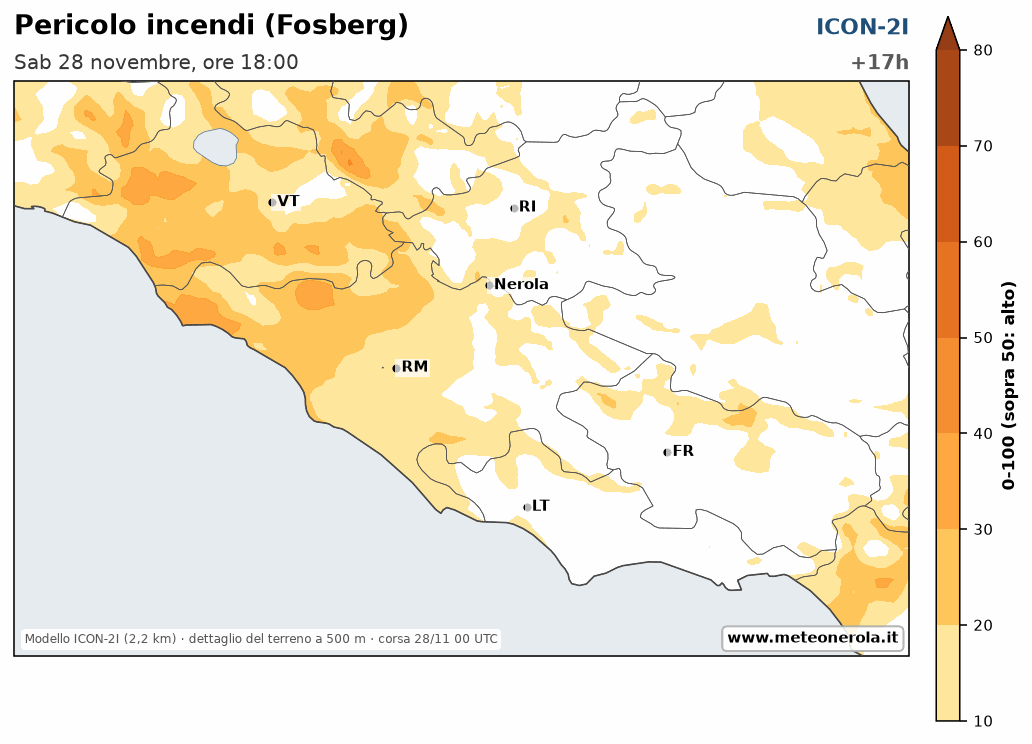 Pericolo incendi (Fosberg)
ICON-2I
Sab 28 novembre, ore 18:00
+17h
VT
RI
Nerola
RM
FR
LT
Modello ICON-2I (2,2 km) · dettaglio del terreno a 500 m · corsa 28/11 00 UTC
www.meteonerola.it
80
70
60
50
40
30
20
10
0-100 (sopra 50: alto)